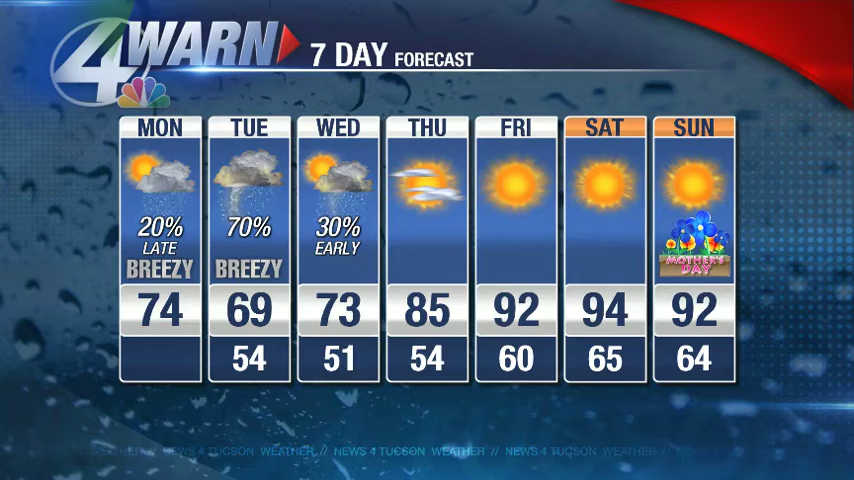 4WARN 7 DAY FORECAST
MON TUE WED THU FRI SAT SUN
20% 70% 30%
LATE EARLY
BREEZY BREEZY
MOTHER'S
DAY
74 69 73 85 92 94 92
54 51 54 60 65 64
WEATHER // NEWS 4 TUCSON WEATHER // NEWS 4 TUCSON WEATHER // NEWS 4 TUCSON WEATHER //